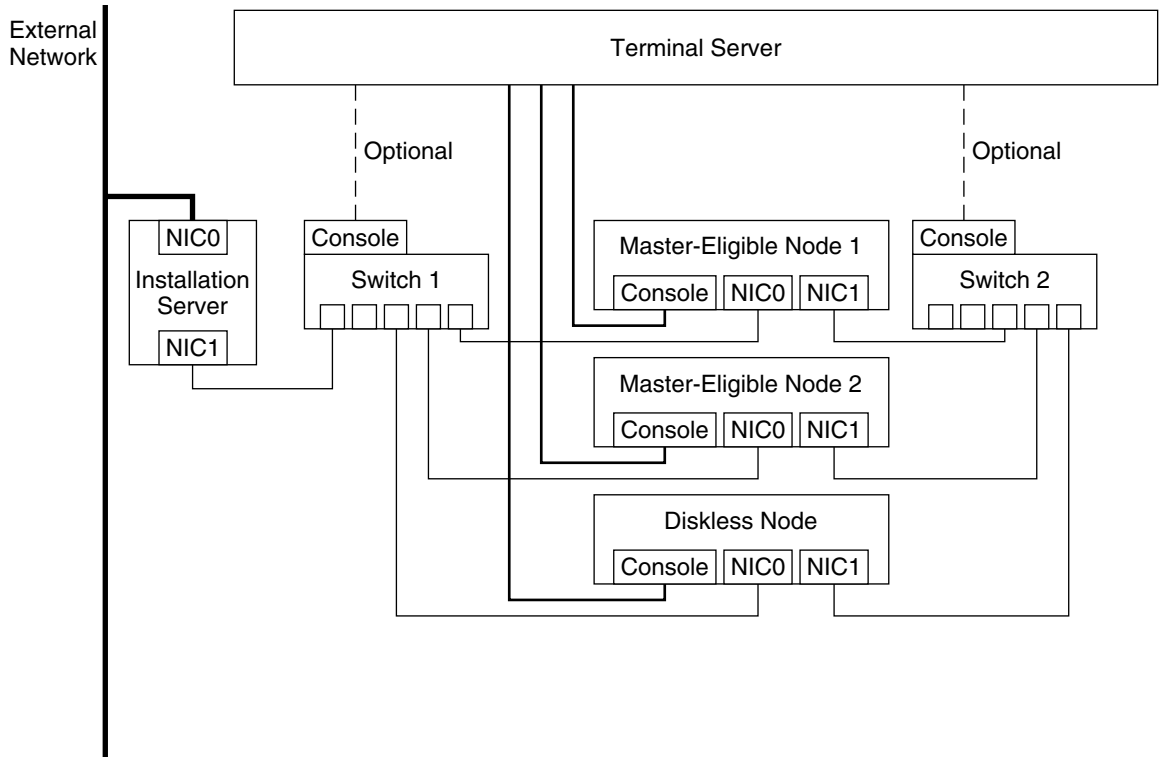 External
Network
Terminal Server
Optional
Optional
NIC0
Installation
Server
NIC1
Console
Switch 1
Master-Eligible Node 1
Console
NIC0
NIC1
Console
Switch 2
Master-Eligible Node 2
Console
NIC0
NIC1
Diskless Node
Console
NIC0
NIC1